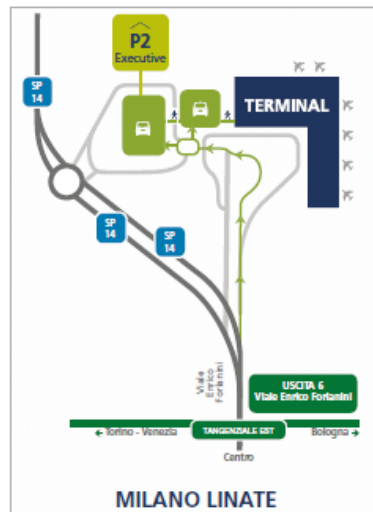 P2
Executive
SP
14
TERMINAL
SP
14
SP
14
Viale
Enrico
Forlanini
USCITA 6
Viale Enrico Forlanini
← Torino - Venezia
TANGENZIALE EST
Bologna →
Centro
MILANO LINATE